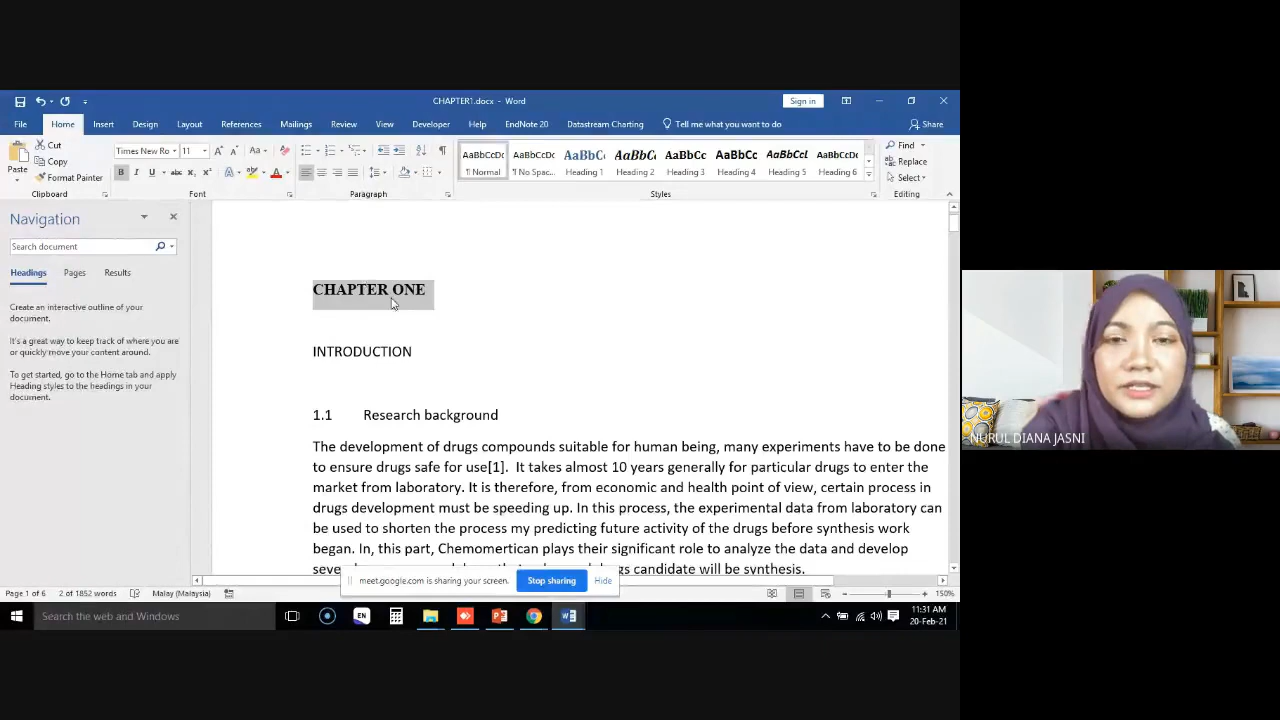 CHAPTER1.docx - Word
Sign in
File Home Insert Design Layout References Mailings Review View Developer Help EndNote 20 Datastream Charting Tell me what you want to do Share
Cut
Copy
Format Painter
Paste
Clipboard
Times New Ro 11
Font
Paragraph
AaBbCcDc AaBbCcDc AaBbCc AaBbCc AaBbCc AaBbCc AaBbCcL AaBbCcDc
¶ Normal ¶ No Spac... Heading 1 Heading 2 Heading 3 Heading 4 Heading 5 Heading 6
Styles
Find
Replace
Select
Editing
Navigation
Search document
Headings Pages Results
Create an interactive outline of your
document.
It's a great way to keep track of where you are
or quickly move your content around.
To get started, go to the Home tab and apply
Heading styles to the headings in your
document.
CHAPTER ONE
INTRODUCTION
1.1 Research background
The development of drugs compounds suitable for human being, many experiments have to be done
to ensure drugs safe for use[1]. It takes almost 10 years generally for particular drugs to enter the
market from laboratory. It is therefore, from economic and health point of view, certain process in
drugs development must be speeding up. In this process, the experimental data from laboratory can
be used to shorten the process my predicting future activity of the drugs before synthesis work
began. In, this part, Chemomertican plays their significant role to analyze the data and develop
candidate will be synthesis.
meet.google.com is sharing your screen. Stop sharing Hide
Page 1 of 6 2 of 1852 words Malay (Malaysia) 150%
Search the web and Windows
EN
11:31 AM
20-Feb-21
NURUL DIANA JASNI